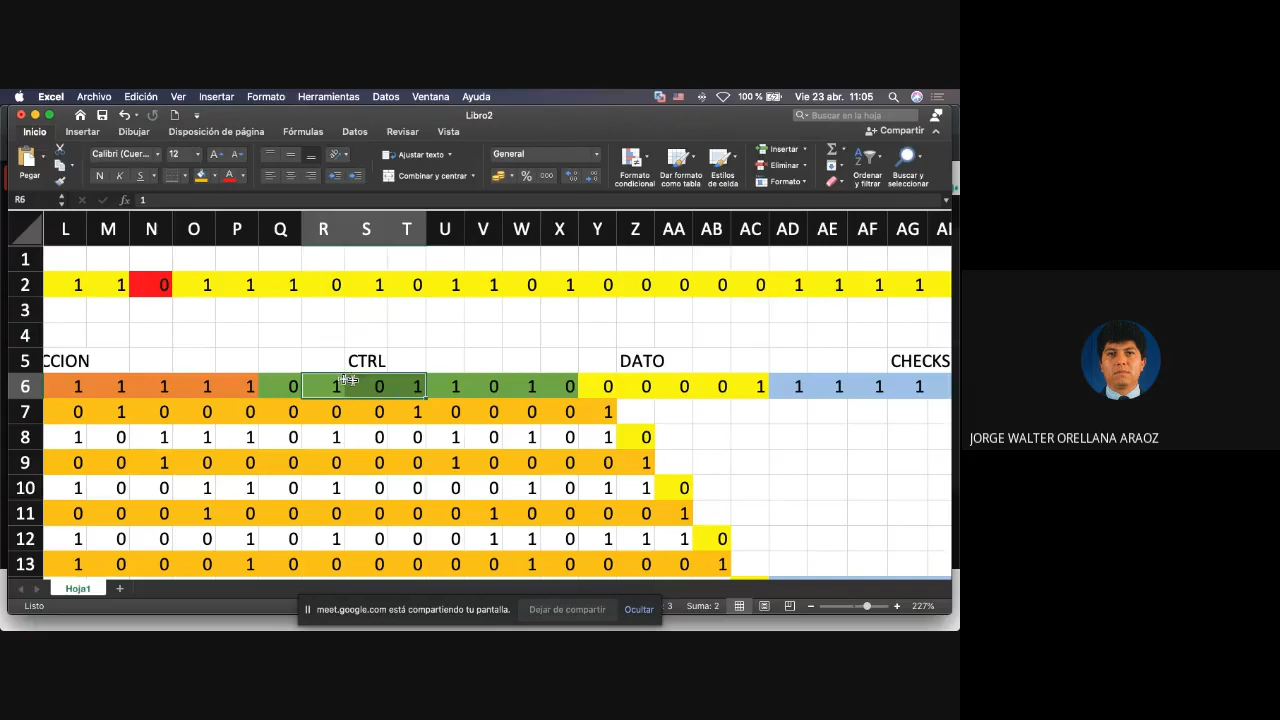 Excel Archivo Edición Ver Insertar Formato Herramientas Datos Ventana Ayuda 100 % Vie 23 abr. 11:05
Libro2 Buscar en la hoja
Inicio Insertar Dibujar Disposición de página Fórmulas Datos Revisar Vista Compartir
Calibri (Cuer... 12 A A Ajustar texto General Insertar
Eliminar
Pegar N K S A Combinar y centrar % 000 Formato condicional Dar formato como tabla Estilos de celda Formato Ordenar y filtrar Buscar y seleccionar
R6 fx 1
L M N O P Q R S T U V W X Y Z AA AB AC AD AE AF AG
1
2 1 1 0 1 1 1 0 1 0 1 1 0 1 0 0 0 0 0 1 1 1 1
3
4
5 CCION CTRL DATO CHECKS
6 1 1 1 1 1 0 1 0 1 1 0 1 0 0 0 0 0 1 1 1 1 1
7 0 1 0 0 0 0 0 0 1 0 0 0 0 1
8 1 0 1 1 1 0 1 0 0 1 0 1 0 1 0
9 0 0 1 0 0 0 0 0 0 1 0 0 0 0 1
10 1 0 0 1 1 0 1 0 0 0 0 1 0 1 1 0
11 0 0 0 1 0 0 0 0 0 0 1 0 0 0 0 1
12 1 0 0 0 1 0 1 0 0 0 1 1 0 1 1 1 0
13 1 0 0 0 1 0 0 0 0 0 0 1 0 0 0 0 1
Hoja1 +
Listo 3 Suma: 2 227%
meet.google.com está compartiendo tu pantalla. Dejar de compartir Ocultar
JORGE WALTER ORELLANA ARAOZ